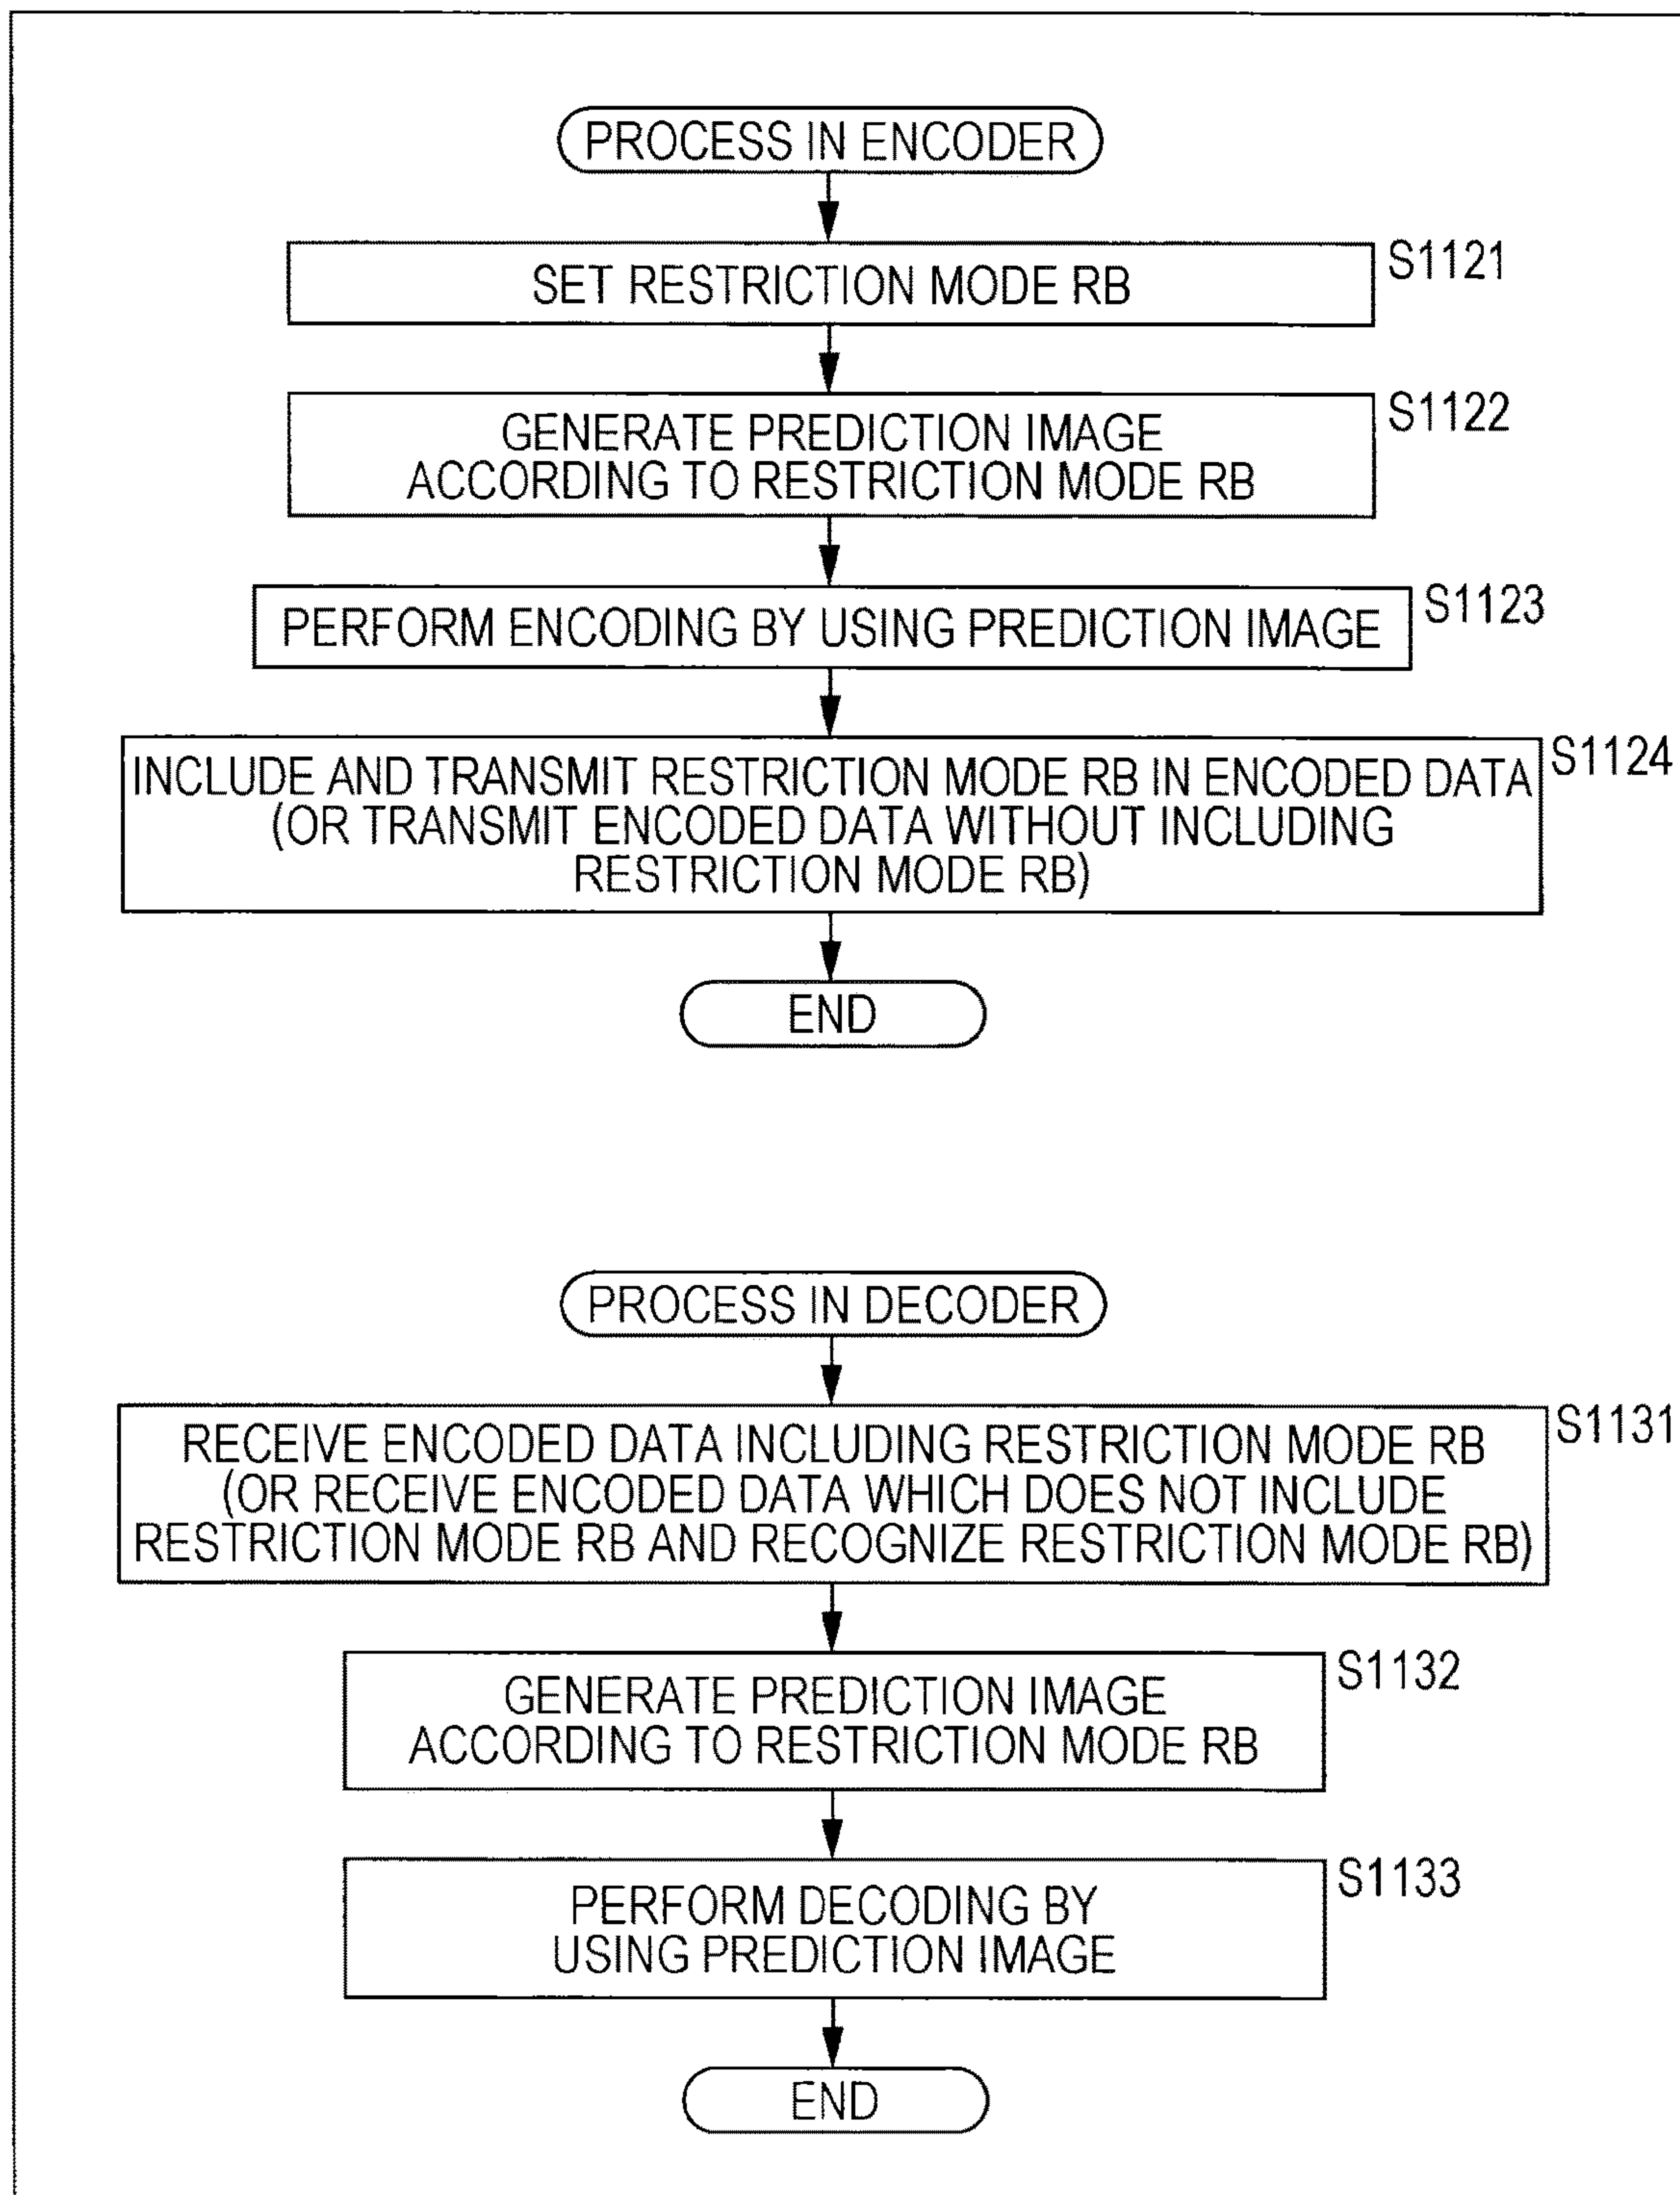 PROCESS IN ENCODER
SET RESTRICTION MODE RB
S1121
GENERATE PREDICTION IMAGE
ACCORDING TO RESTRICTION MODE RB
S1122
PERFORM ENCODING BY USING PREDICTION IMAGE
S1123
INCLUDE AND TRANSMIT RESTRICTION MODE RB IN ENCODED DATA
(OR TRANSMIT ENCODED DATA WITHOUT INCLUDING
RESTRICTION MODE RB)
S1124
END
PROCESS IN DECODER
RECEIVE ENCODED DATA INCLUDING RESTRICTION MODE RB
(OR RECEIVE ENCODED DATA WHICH DOES NOT INCLUDE
RESTRICTION MODE RB AND RECOGNIZE RESTRICTION MODE RB)
S1131
GENERATE PREDICTION IMAGE
ACCORDING TO RESTRICTION MODE RB
S1132
PERFORM DECODING BY
USING PREDICTION IMAGE
S1133
END